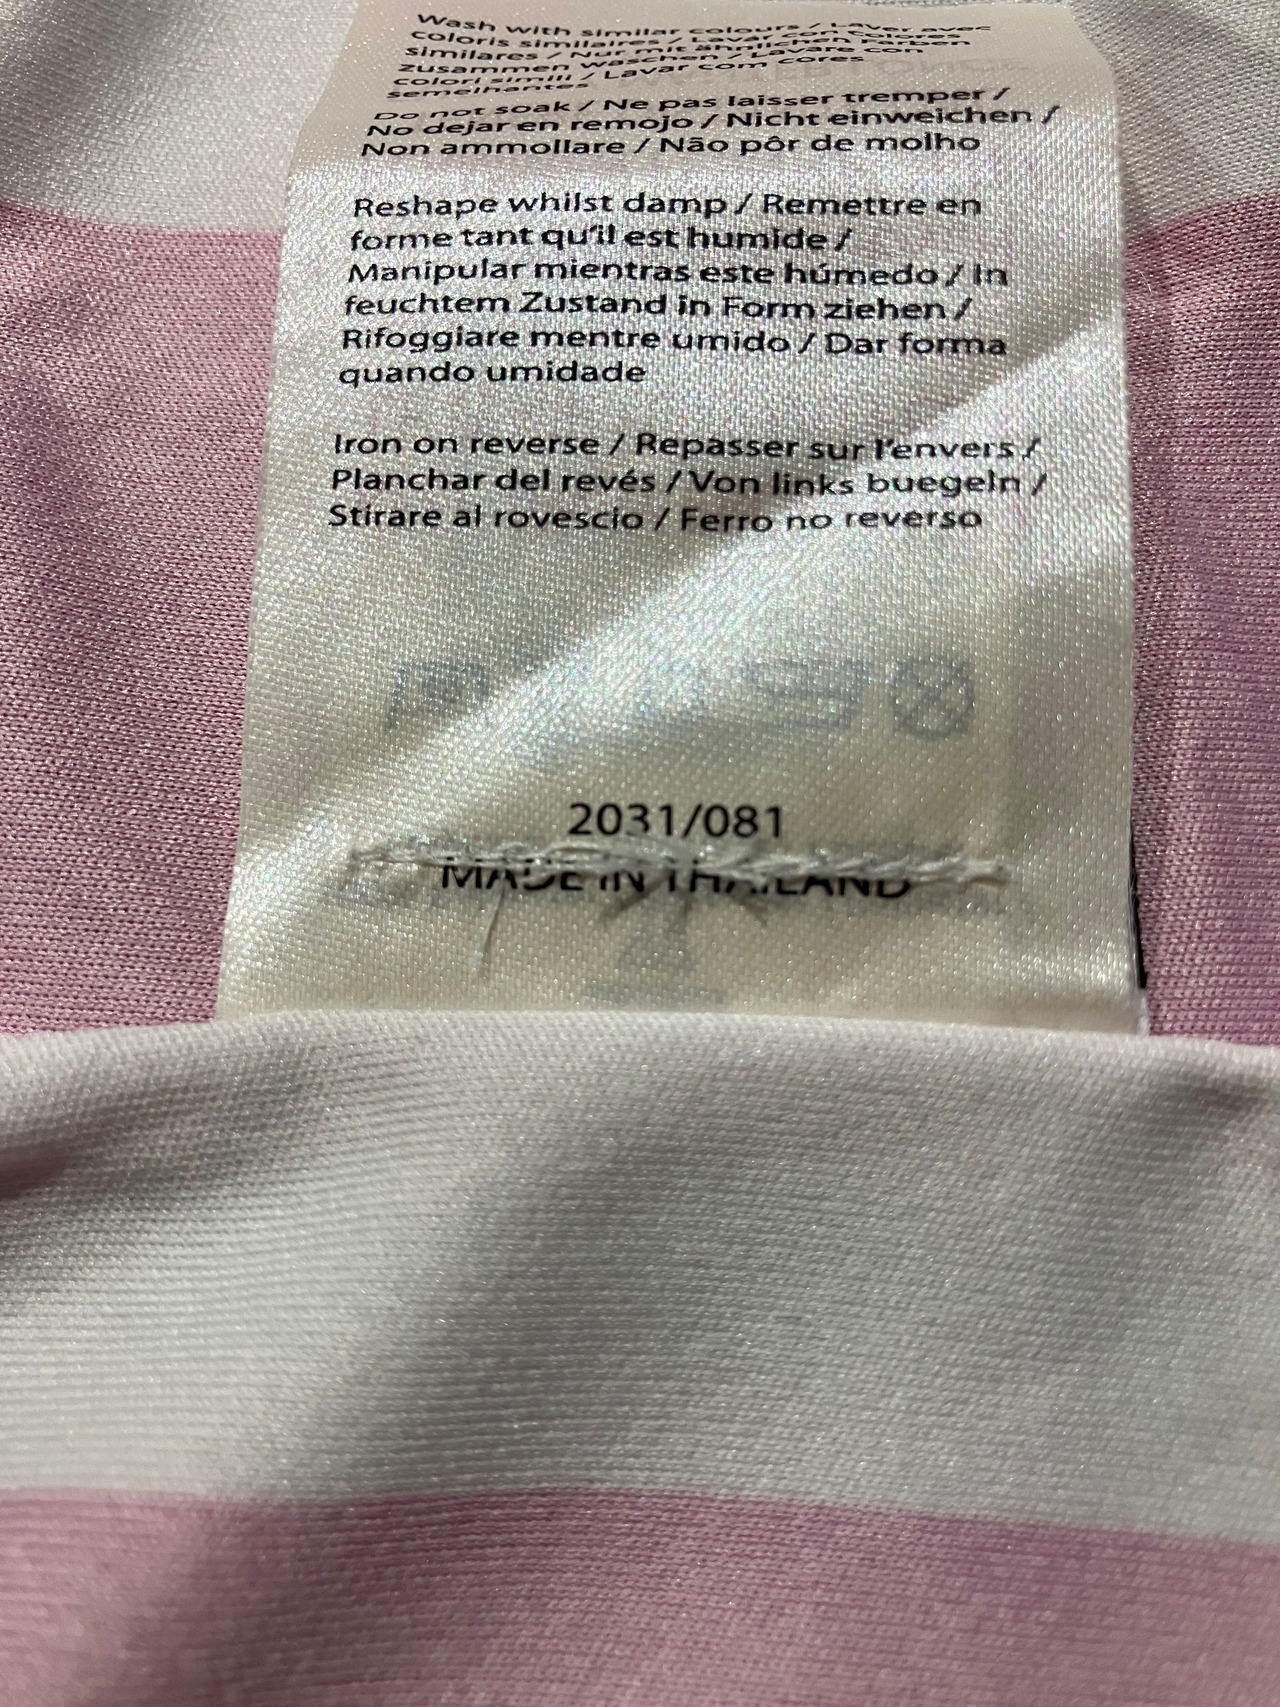 Wash with similar colours / Laver avec
coloris similaires / Lavar con colores
similares / Nur mit ähnlichen Farben
zusammen waschen / Lavare con
colori simili / Lavar com cores
semelhantes
Do not soak / Ne pas laisser tremper /
No dejar en remojo / Nicht einweichen /
Non ammollare / Não pôr de molho
Reshape whilst damp / Remettre en
forme tant qu'il est humide /
Manipular mientras este húmedo / In
feuchtem Zustand in Form ziehen /
Rifoggiare mentre umido / Dar forma
quando umidade
Iron on reverse / Repasser sur l'envers /
Planchar del revés / Von links buegeln /
Stirare al rovescio / Ferro no reverso
2031/081
MADE IN THAILAND